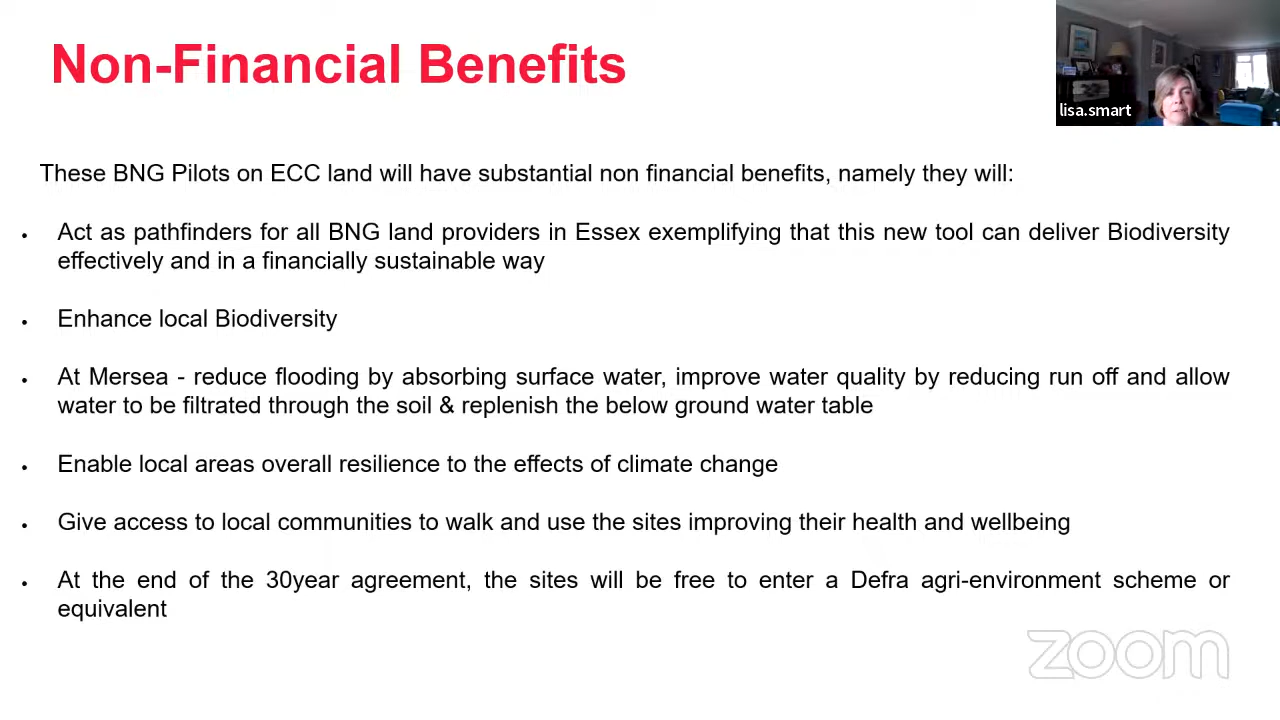 Non-Financial Benefits
lisa.smart
These BNG Pilots on ECC land will have substantial non financial benefits, namely they will:
• Act as pathfinders for all BNG land providers in Essex exemplifying that this new tool can deliver Biodiversity
effectively and in a financially sustainable way
• Enhance local Biodiversity
• At Mersea - reduce flooding by absorbing surface water, improve water quality by reducing run off and allow
water to be filtrated through the soil & replenish the below ground water table
• Enable local areas overall resilience to the effects of climate change
• Give access to local communities to walk and use the sites improving their health and wellbeing
• At the end of the 30year agreement, the sites will be free to enter a Defra agri-environment scheme or
equivalent
zoom